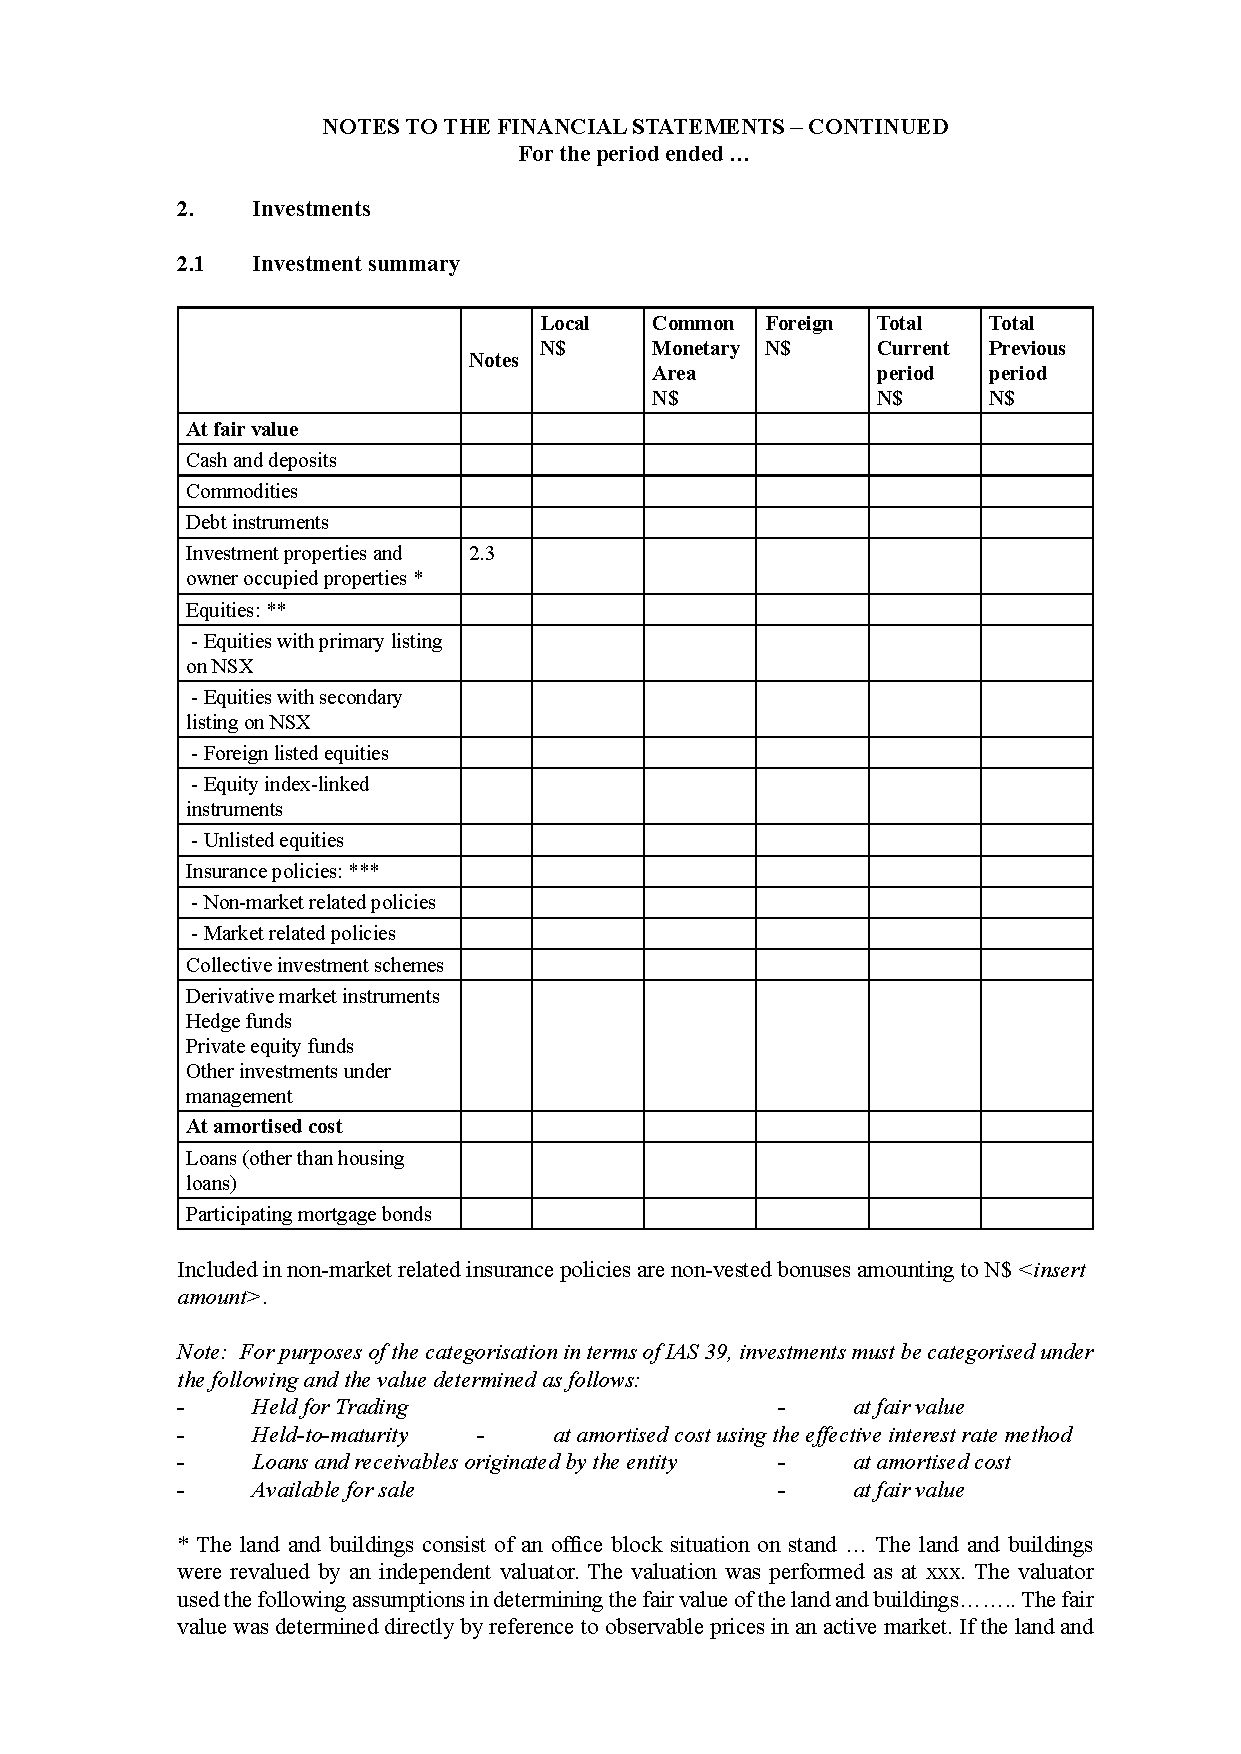 NOTES TO THE FINANCIAL STATEMENTS – CONTINUED
For the period ended …
2. Investments
2.1 Investment summary
Notes
Local
N$
Common
Monetary
Area
N$
Foreign
N$
Total
Current
period
N$
Total
Previous
period
N$
At fair value
Cash and deposits
Commodities
Debt instruments
Investment properties and
owner occupied properties *
2.3
Equities: **
- Equities with primary listing
on NSX
- Equities with secondary
listing on NSX
- Foreign listed equities
- Equity index-linked
instruments
- Unlisted equities
Insurance policies: ***
- Non-market related policies
- Market related policies
Collective investment schemes
Derivative market instruments
Hedge funds
Private equity funds
Other investments under
management
At amortised cost
Loans (other than housing
loans)
Participating mortgage bonds
Included in non-market related insurance policies are non-vested bonuses amounting to N$ <insert
amount>.
Note: For purposes of the categorisation in terms of IAS 39, investments must be categorised under
the following and the value determined as follows:
- Held for Trading - at fair value
- Held-to-maturity - at amortised cost using the effective interest rate method
- Loans and receivables originated by the entity - at amortised cost
- Available for sale - at fair value
* The land and buildings consist of an office block situation on stand … The land and buildings
were revalued by an independent valuator. The valuation was performed as at xxx. The valuator
used the following assumptions in determining the fair value of the land and buildings…….. The fair
value was determined directly by reference to observable prices in an active market. If the land and